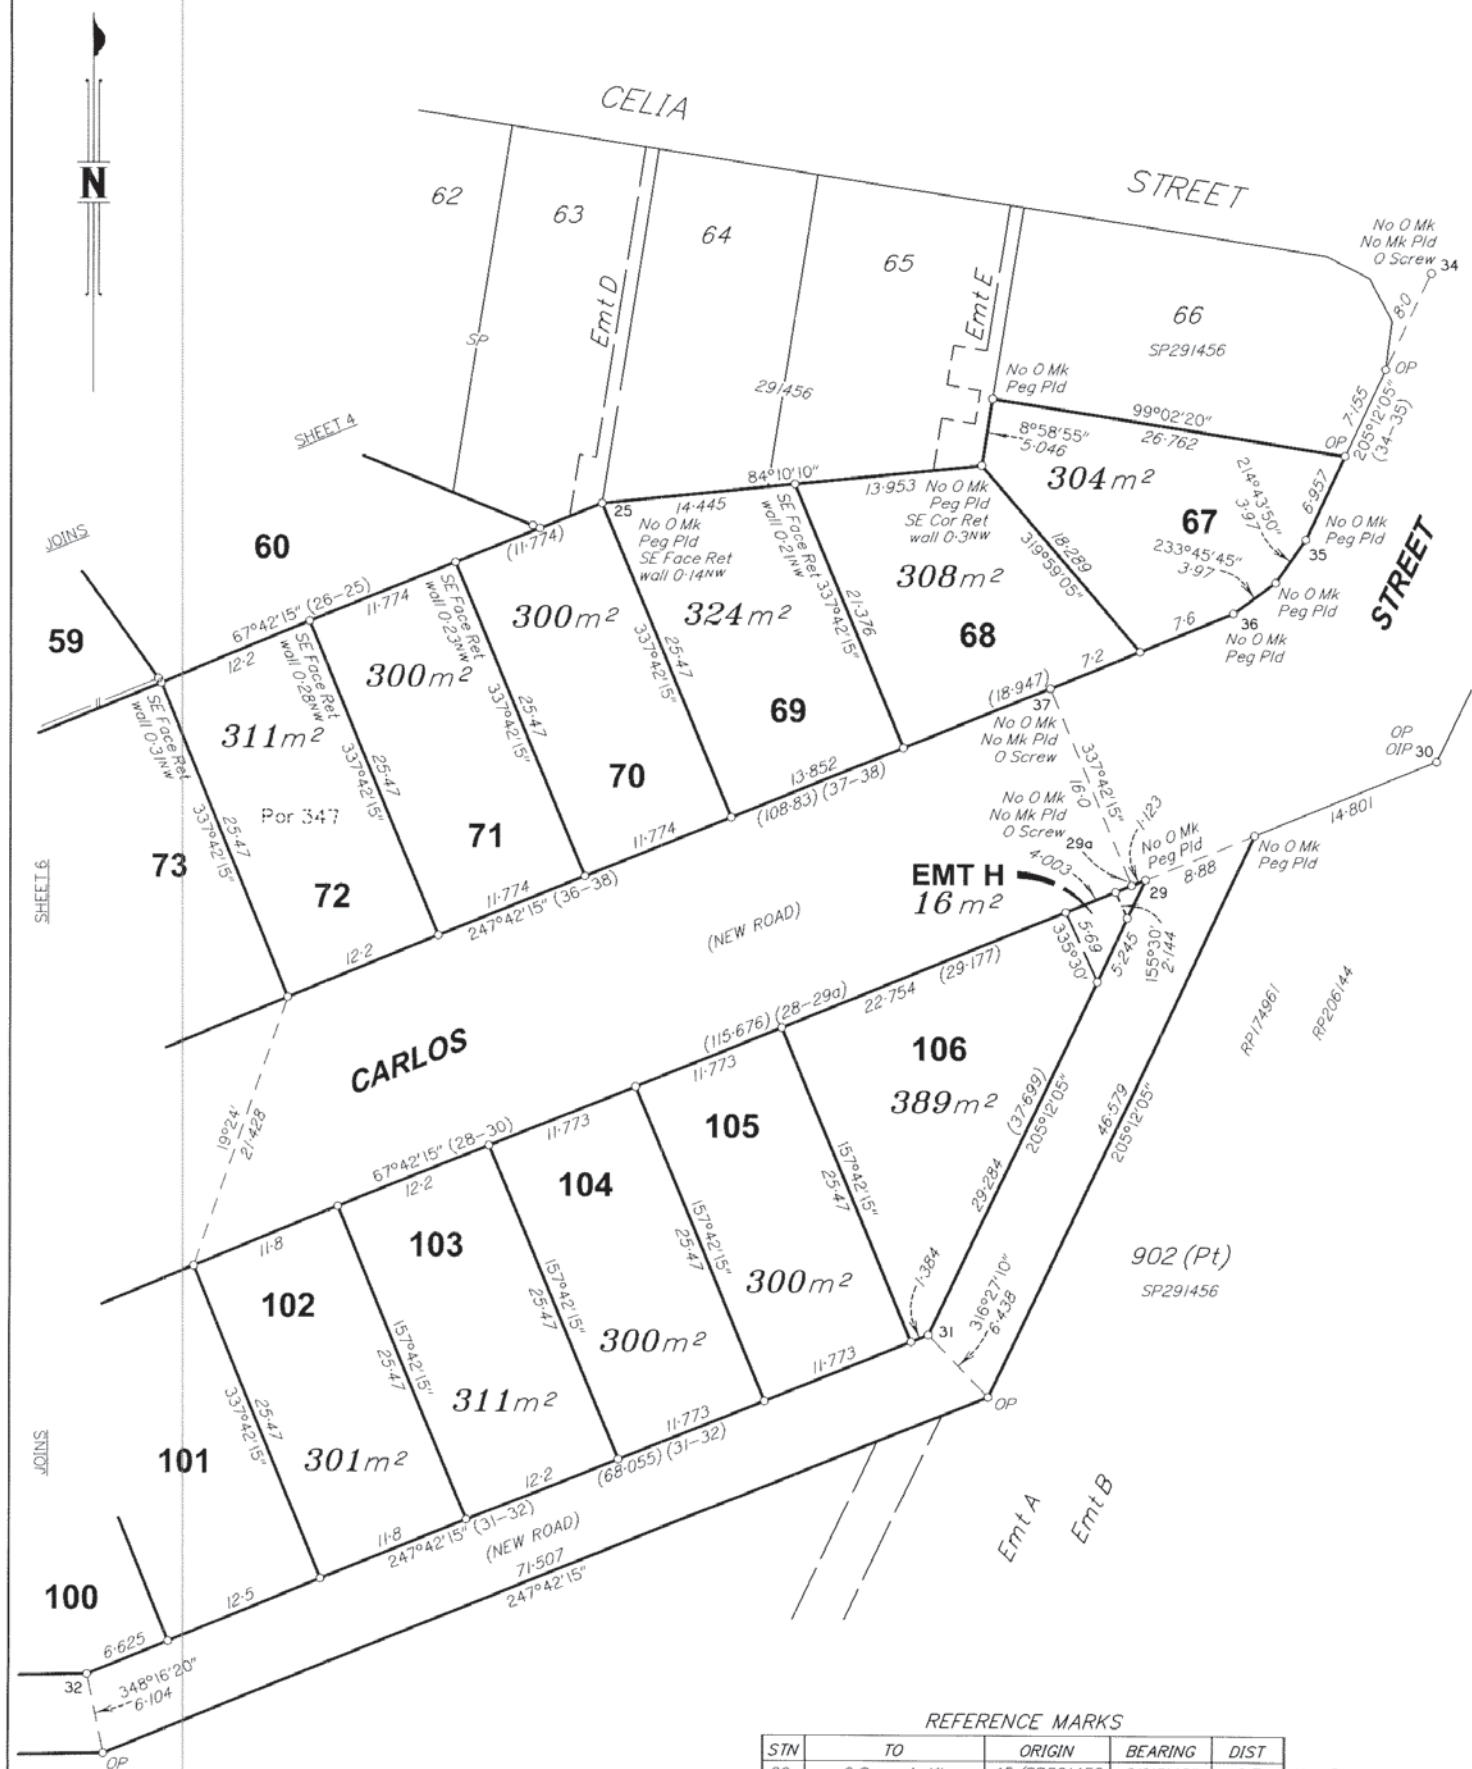 N
CELIA
STREET
62
63
64
65
66
SP291456
SP
291456
Emt D
Emt E
No O Mk
No Mk Pld
O Screw 34
8·0
OP
7·155
205°12'05"
(34-35)
OP
No O Mk
Peg Pld
99°02'20"
26·762
8°58'55"
5·046
304m²
67
214°43'50"
3·97
6·957
No O Mk
Peg Pld
35
233°45'45"
3·97
No O Mk
Peg Pld
36
No O Mk
Peg Pld
7·6
STREET
SHEET 4
JOINS
60
59
25
No O Mk
Peg Pld
SE Face Ret
wall 0·14NW
84°10'10"
14·445
13·953
No O Mk
Peg Pld
SE Cor Ret
wall 0·3NW
SE Face Ret
wall 0·21NW
337°42'15"
21·376
18·289
319°59'05"
308m²
68
7·2
(18·947)
37
No O Mk
No Mk Pld
O Screw
(11·774)
67°42'15" (26-25)
11·774
12·2
SE Face Ret
wall 0·23NW
SE Face Ret
wall 0·28NW
SE Face Ret
wall 0·31NW
300m²
324m²
25·47
337°42'15"
69
300m²
25·47
337°42'15"
70
311m²
25·47
337°42'15"
Por 347
71
25·47
337°42'15"
73
72
13·852
(108·83) (37-38)
11·774
11·774
247°42'15" (36-38)
12·2
SHEET 6
(NEW ROAD)
CARLOS
337°42'15"
16·0
OP
OIP 30
14·801
No O Mk
Peg Pld
8·88
No O Mk
No Mk Pld
O Screw
29a
1·123
No O Mk
Peg Pld
29
4·003
EMT H
16m²
5·69
335°30'
5·245
155°30'
2·144
(29·177)
22·754
(115·676) (28-29a)
11·773
106
389m²
(37·699)
205°12'05"
29·284
46·579
205°12'05"
RP174961
RP206144
19°24'
21·428
67°42'15" (28-30)
11·773
12·2
11·8
105
157°42'15"
25·47
300m²
104
157°42'15"
25·47
300m²
103
157°42'15"
25·47
311m²
102
157°42'15"
25·47
301m²
25·47
337°42'15"
101
100
JOINS
1·384
31
316°27'10"
6·438
902 (Pt)
SP291456
OP
11·773
11·773
(68·055) (31-32)
12·2
11·8
247°42'15" (31-32)
(NEW ROAD)
71·507
247°42'15"
12·5
6·625
32
348°16'20"
6·104
OP
Emt A
Emt B
REFERENCE MARKS
STN TO ORIGIN BEARING DIST